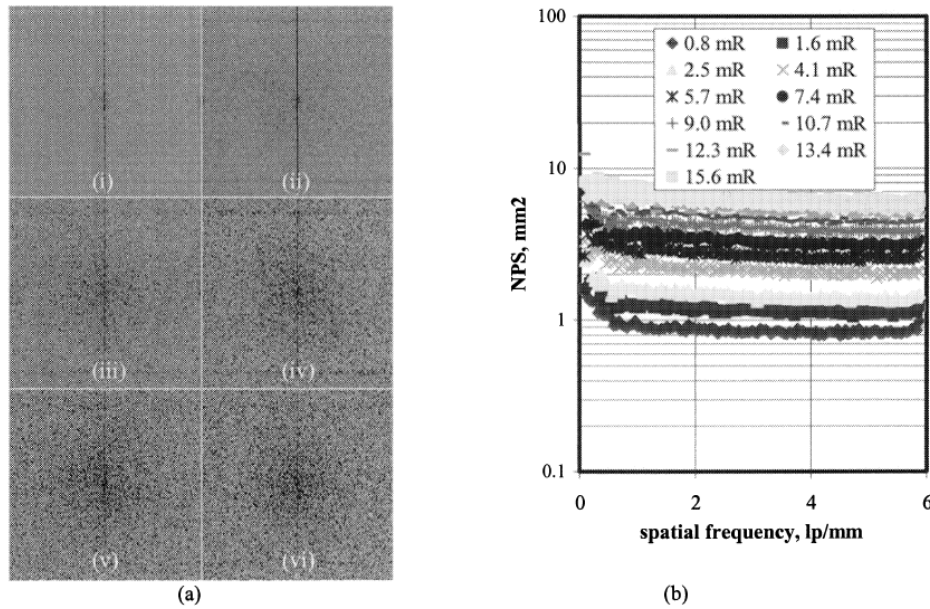 (i)
(ii)
(iii)
(iv)
(v)
(vi)
(a)
100
10
1
0.1
NPS, mm2
0.8 mR
1.6 mR
2.5 mR
4.1 mR
5.7 mR
7.4 mR
9.0 mR
10.7 mR
12.3 mR
13.4 mR
15.6 mR
0
2
4
6
spatial frequency, lp/mm
(b)